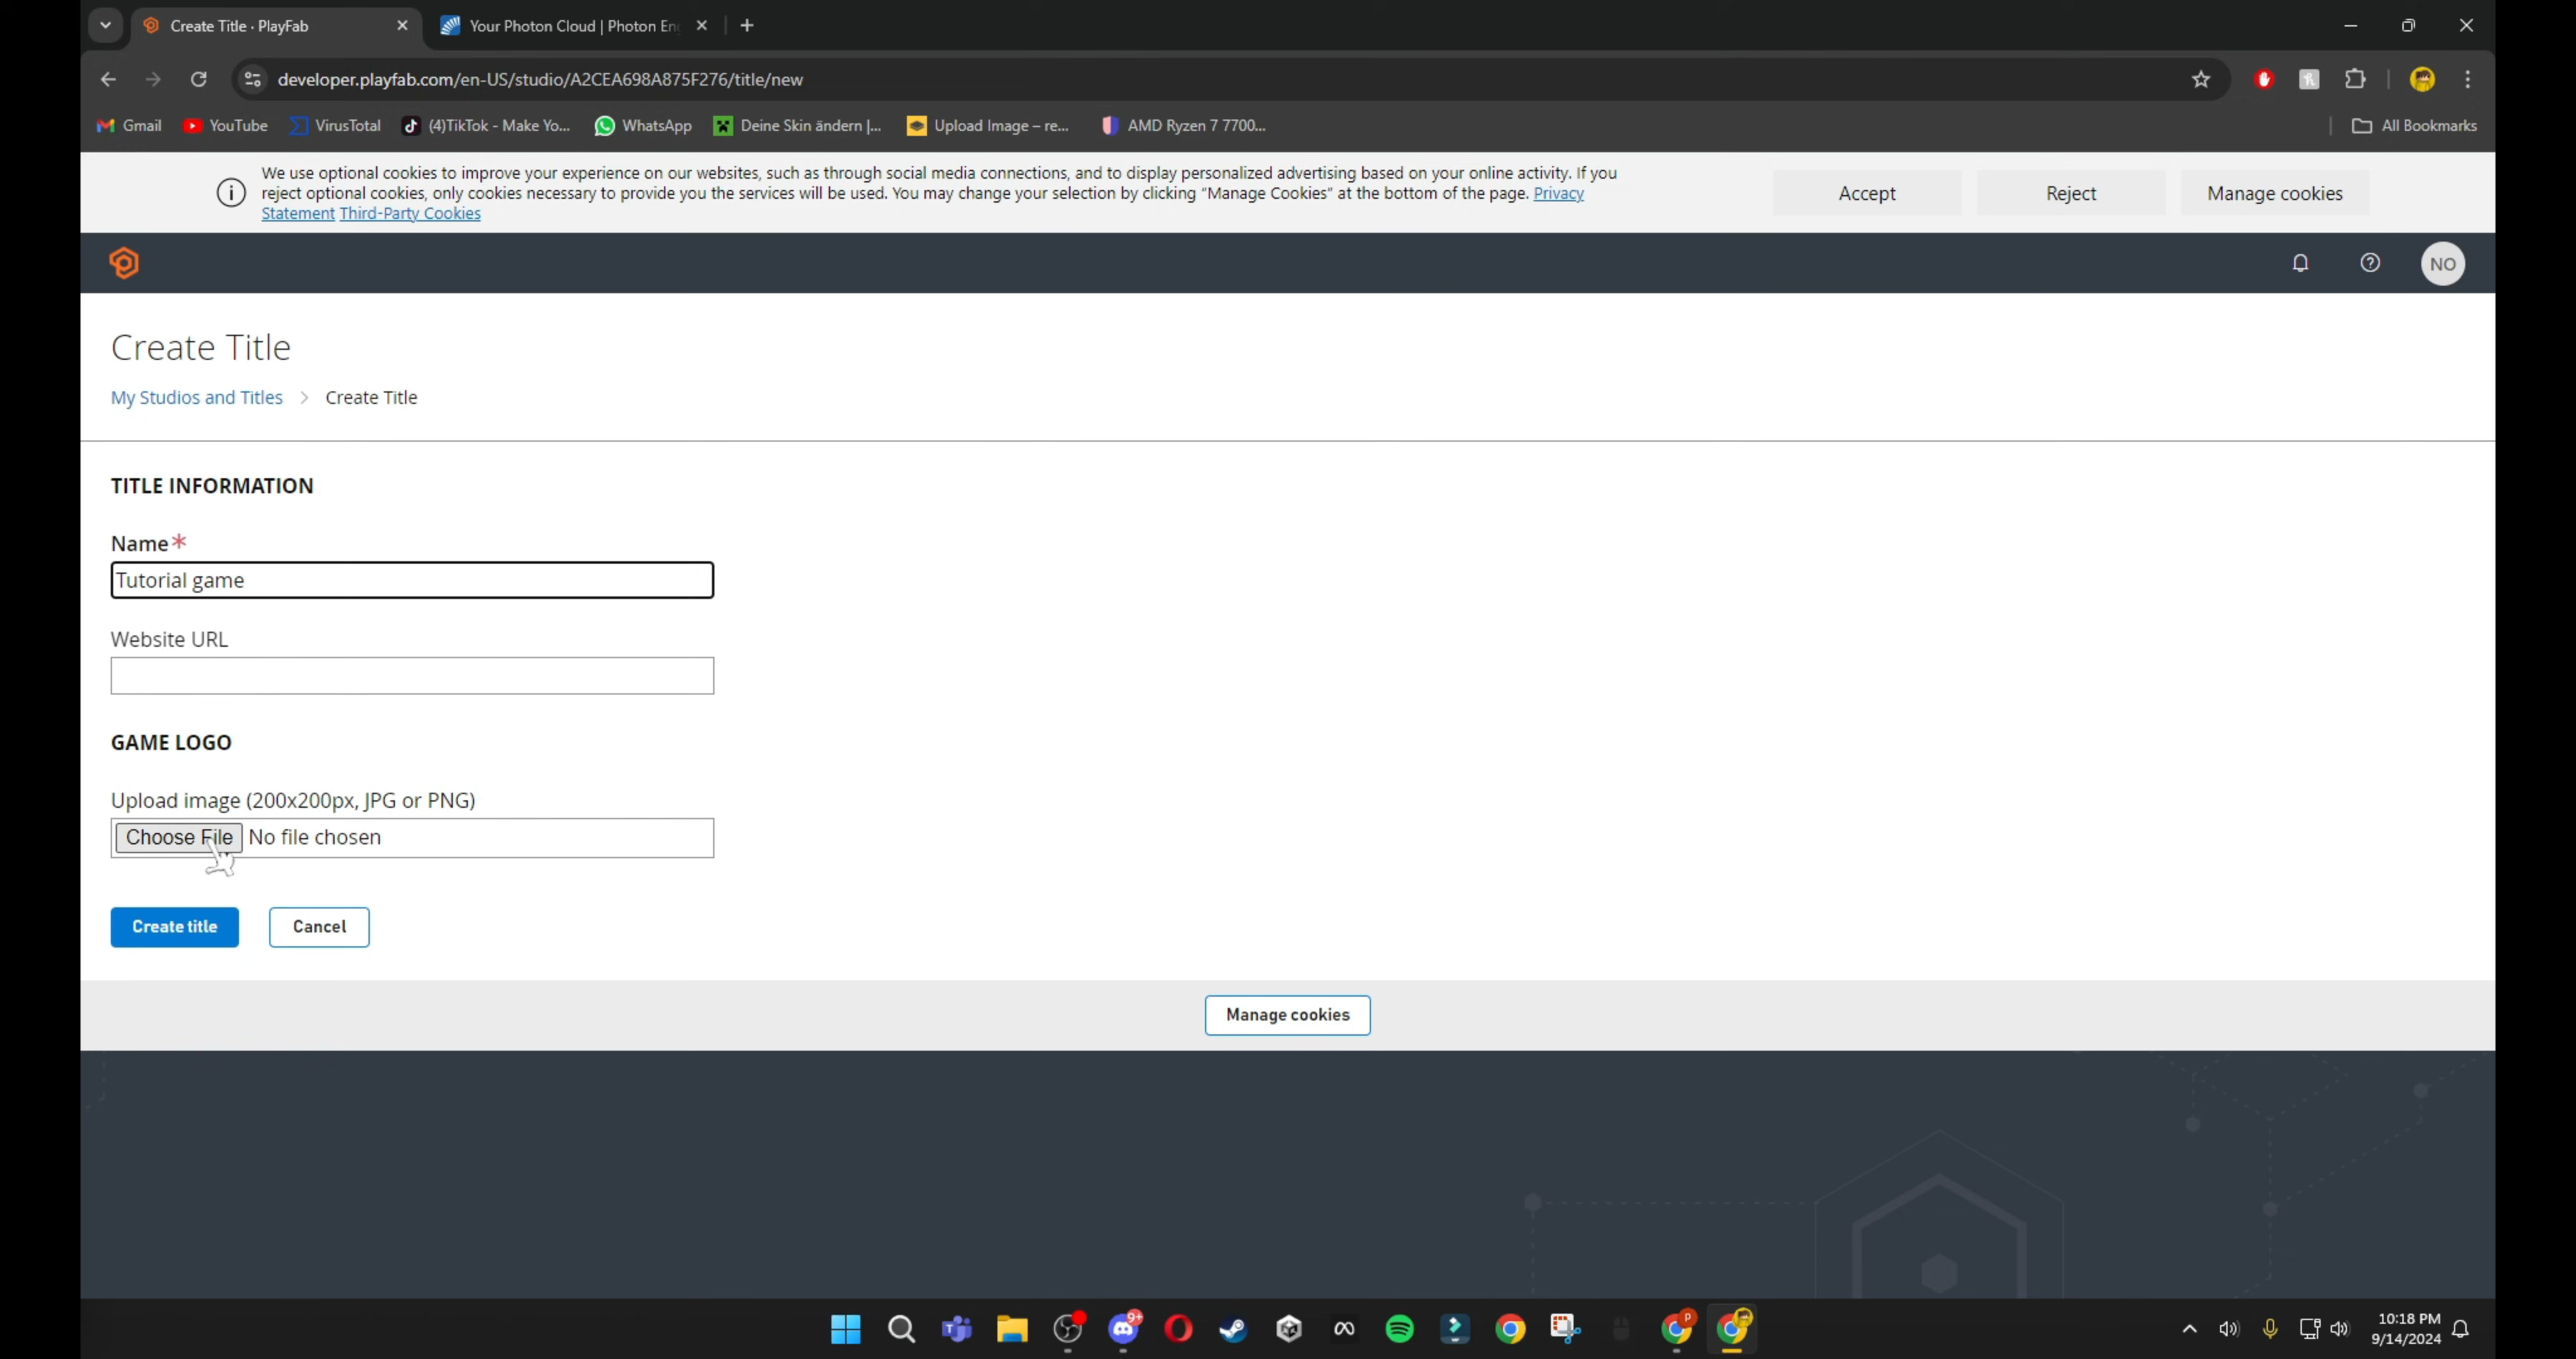 Create Title · PlayFab
Your Photon Cloud | Photon En
developer.playfab.com/en-US/studio/A2CEA698A875F276/title/new
Gmail
YouTube
VirusTotal
(4)TikTok - Make Yo...
WhatsApp
Deine Skin ändern |...
Upload Image – re...
AMD Ryzen 7 7700...
All Bookmarks
We use optional cookies to improve your experience on our websites, such as through social media connections, and to display personalized advertising based on your online activity. If you
reject optional cookies, only cookies necessary to provide you the services will be used. You may change your selection by clicking “Manage Cookies” at the bottom of the page. Privacy
Statement Third-Party Cookies
Accept
Reject
Manage cookies
NO
Create Title
My Studios and Titles > Create Title
TITLE INFORMATION
Name*
Tutorial game
Website URL
GAME LOGO
Upload image (200x200px, JPG or PNG)
Choose File No file chosen
Create title
Cancel
Manage cookies
9+
P
10:18 PM
9/14/2024